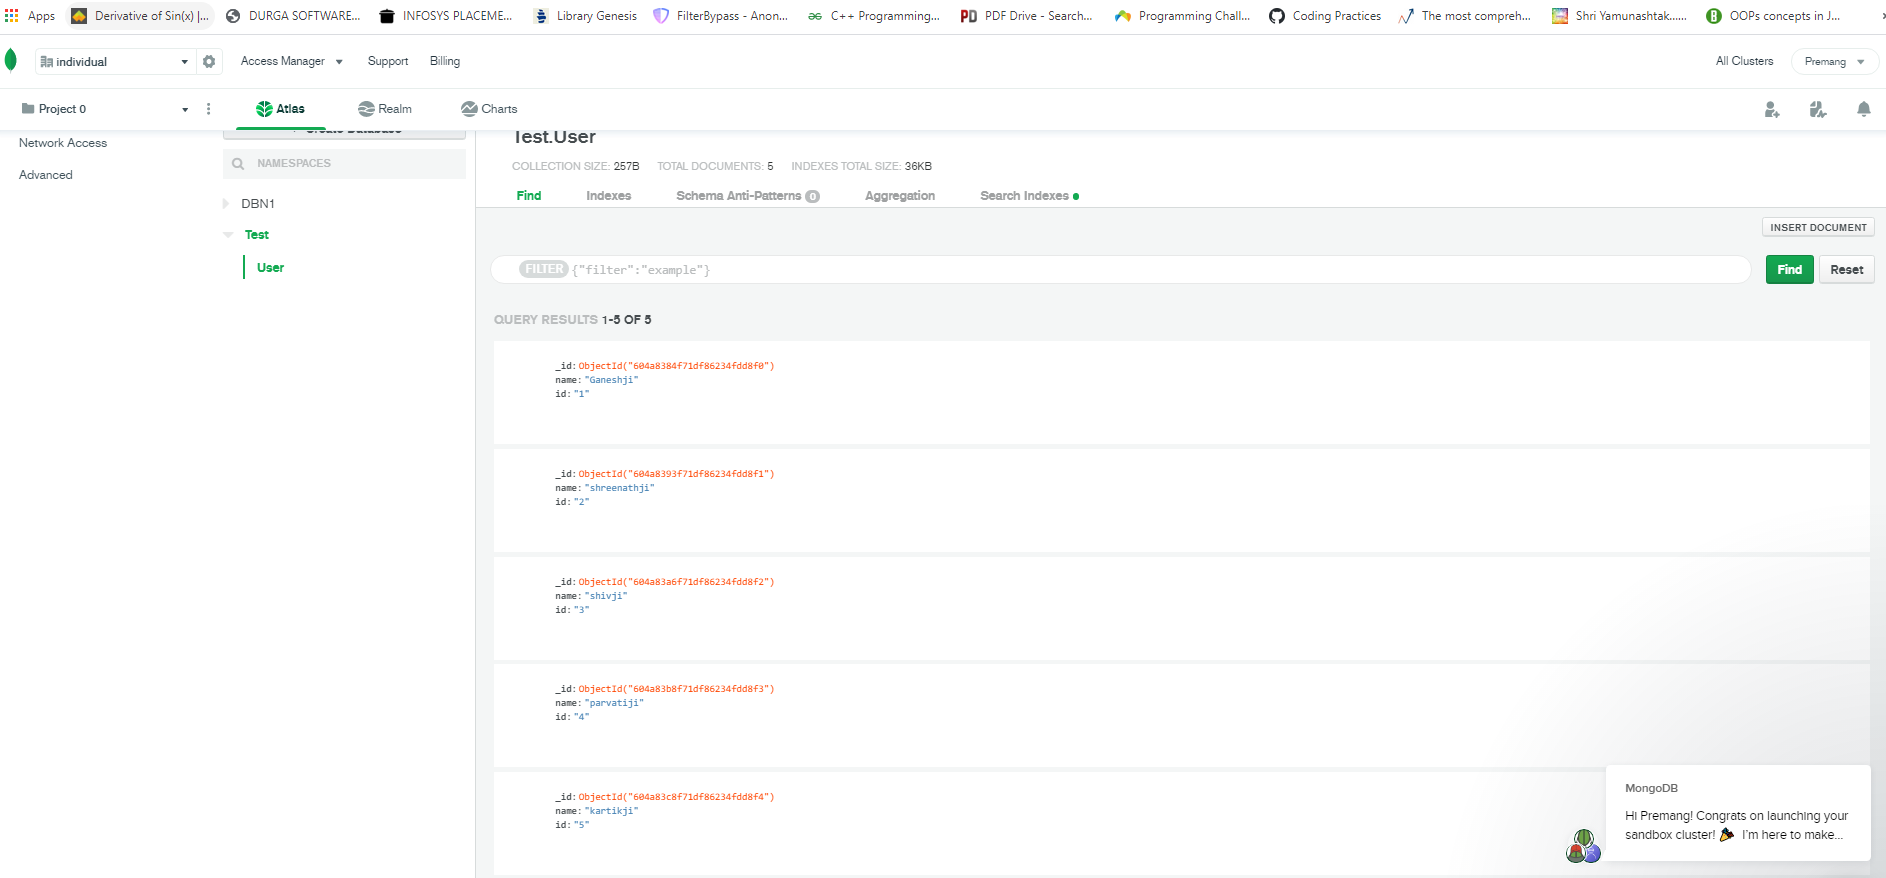 Apps Derivative of Sin(x) |... DURGA SOFTWARE... INFOSYS PLACEME... Library Genesis FilterBypass - Anon... C++ Programming... PDF Drive - Search... Programming Chall... Coding Practices The most compreh... Shri Yamunashtak...... OOPs concepts in J...
individual Access Manager Support Billing All Clusters Premang
Project 0 Atlas Realm Charts
Network Access
Advanced
Create Database
NAMESPACES
DBN1
Test
User
Test.User
COLLECTION SIZE: 257B TOTAL DOCUMENTS: 5 INDEXES TOTAL SIZE: 36KB
Find Indexes Schema Anti-Patterns 0 Aggregation Search Indexes
INSERT DOCUMENT
FILTER {"filter":"example"} Find Reset
QUERY RESULTS 1-5 OF 5
_id: ObjectId("604a8384f71df86234fdd8f0")
name: "Ganeshji"
id: "1"
_id: ObjectId("604a8393f71df86234fdd8f1")
name: "shreenathji"
id: "2"
_id: ObjectId("604a83a6f71df86234fdd8f2")
name: "shivji"
id: "3"
_id: ObjectId("604a83b8f71df86234fdd8f3")
name: "parvatiji"
id: "4"
_id: ObjectId("604a83c8f71df86234fdd8f4")
name: "kartikji"
id: "5"
MongoDB
Hi Premang! Congrats on launching your
sandbox cluster! I'm here to make...